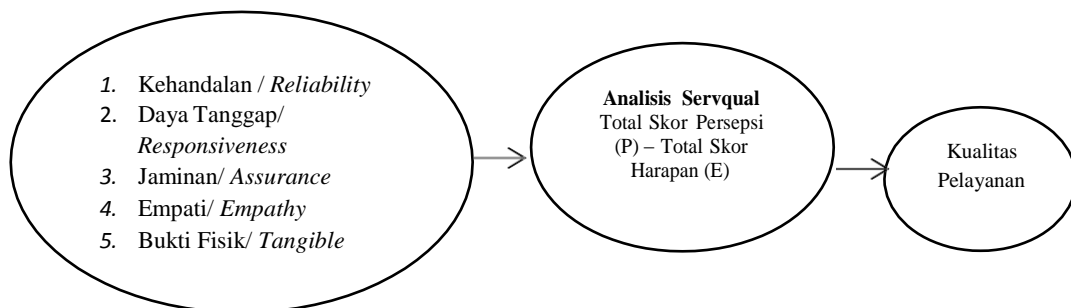 1. Kehandalan / Reliability
2. Daya Tanggap/
Responsiveness
3. Jaminan/ Assurance
4. Empati/ Empathy
5. Bukti Fisik/ Tangible
Analisis Servqual
Total Skor Persepsi
(P) – Total Skor
Harapan (E)
Kualitas
Pelayanan